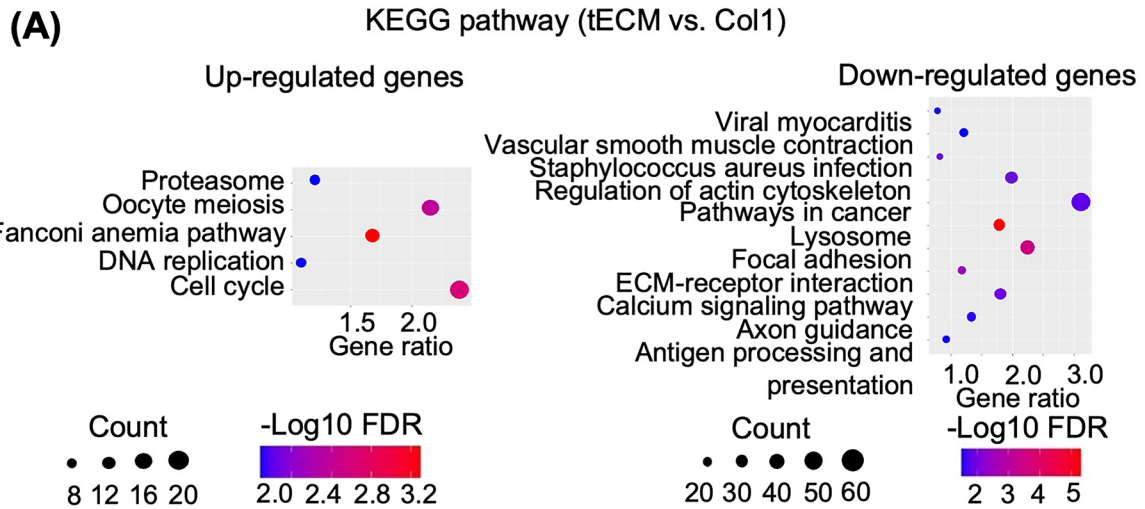 (A)
KEGG pathway (tECM vs. Col1)
Up-regulated genes
Proteasome
Oocyte meiosis
Fanconi anemia pathway
DNA replication
Cell cycle
1.5 2.0
Gene ratio
Count
8 12 16 20
-Log10 FDR
2.0 2.4 2.8 3.2
Down-regulated genes
Viral myocarditis
Vascular smooth muscle contraction
Staphylococcus aureus infection
Regulation of actin cytoskeleton
Pathways in cancer
Lysosome
Focal adhesion
ECM-receptor interaction
Calcium signaling pathway
Axon guidance
Antigen processing and
presentation
1.0 2.0 3.0
Gene ratio
Count
20 30 40 50 60
-Log10 FDR
2 3 4 5